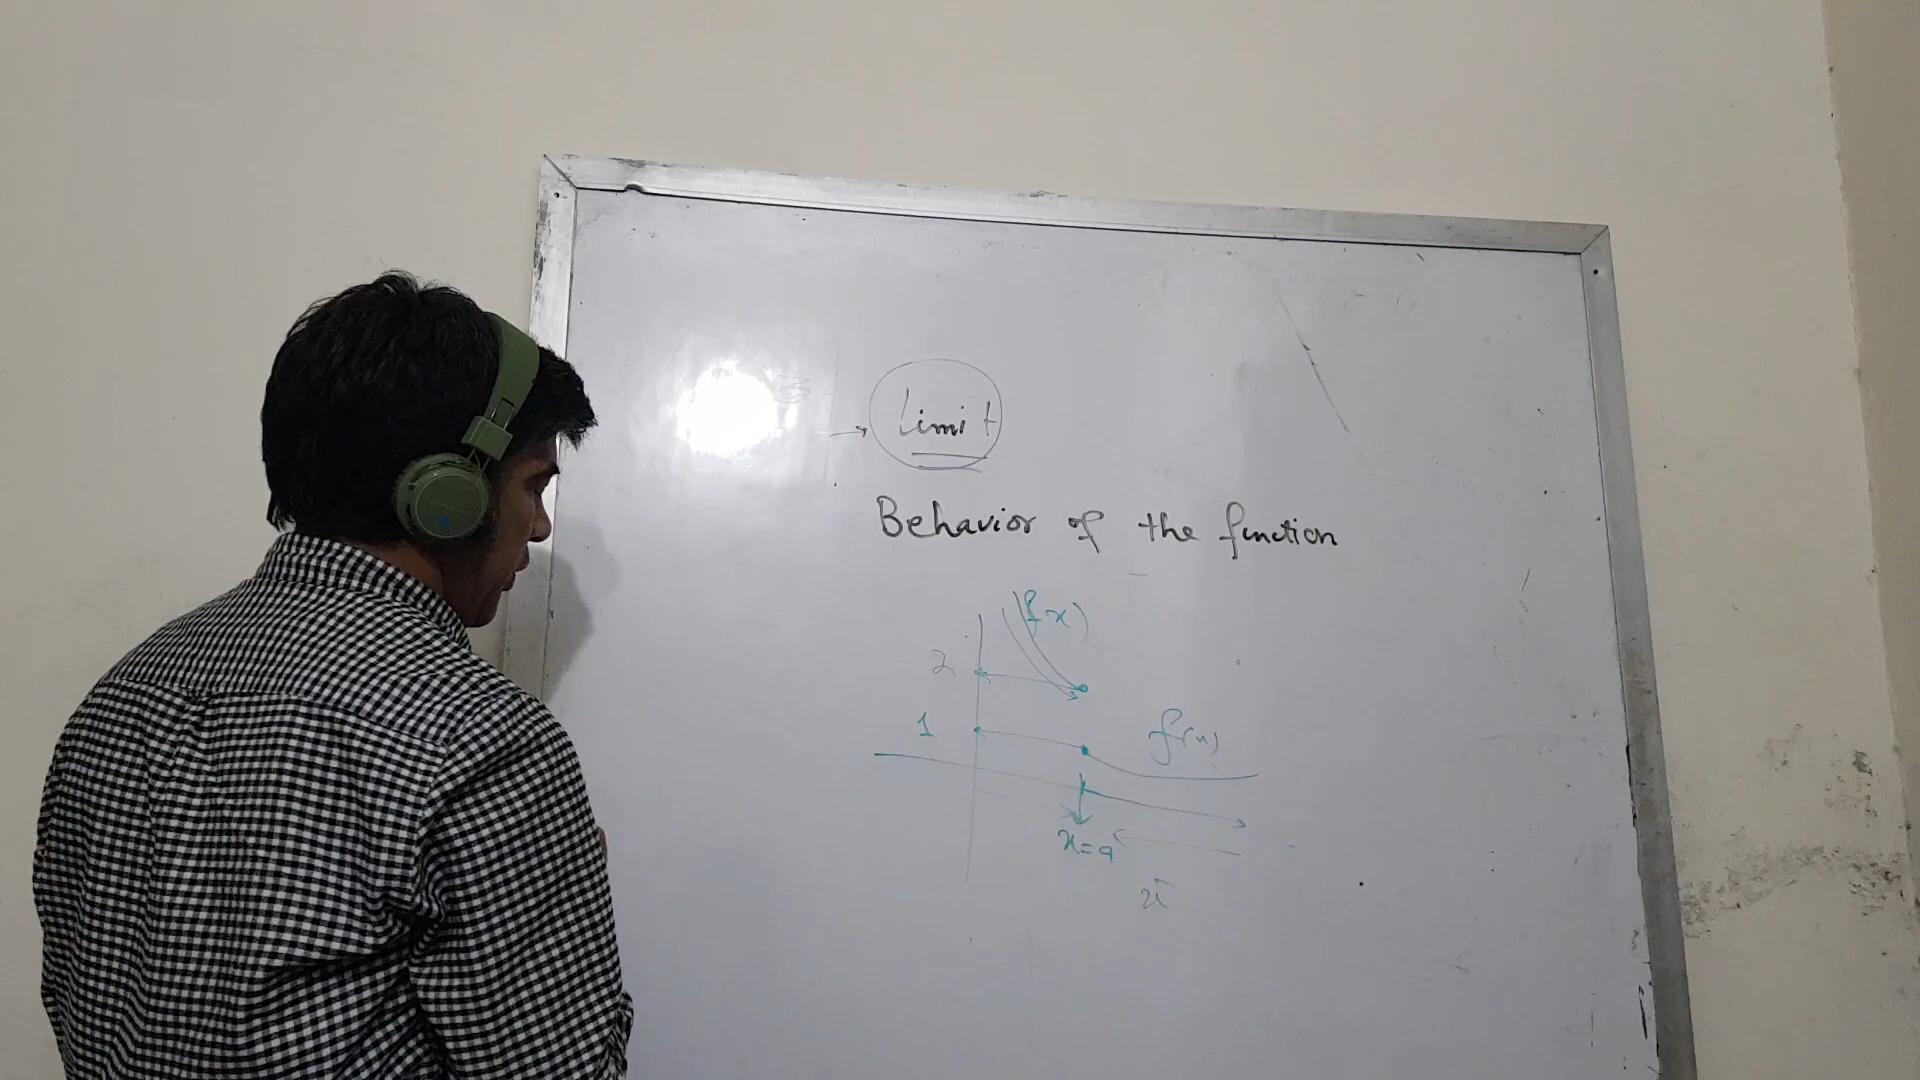 Limit
Behavior of the function
f(x)
2
1
f(x)
x=a